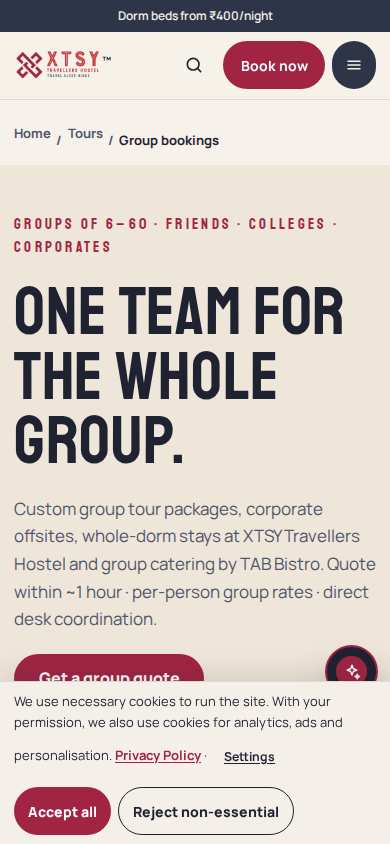 Dorm beds from ₹400/night
XTSY™
TRAVELLERS HOSTEL
TRAVEL SLEEP REPEAT
Book now
Home / Tours / Group bookings
GROUPS OF 6–60 · FRIENDS · COLLEGES ·
CORPORATES
ONE TEAM FOR
THE WHOLE
GROUP.
Custom group tour packages, corporate
offsites, whole-dorm stays at XTSY Travellers
Hostel and group catering by TAB Bistro. Quote
within ~1 hour · per-person group rates · direct
desk coordination.
Get a group quote
We use necessary cookies to run the site. With your
permission, we also use cookies for analytics, ads and
personalisation. Privacy Policy · Settings
Accept all
Reject non-essential